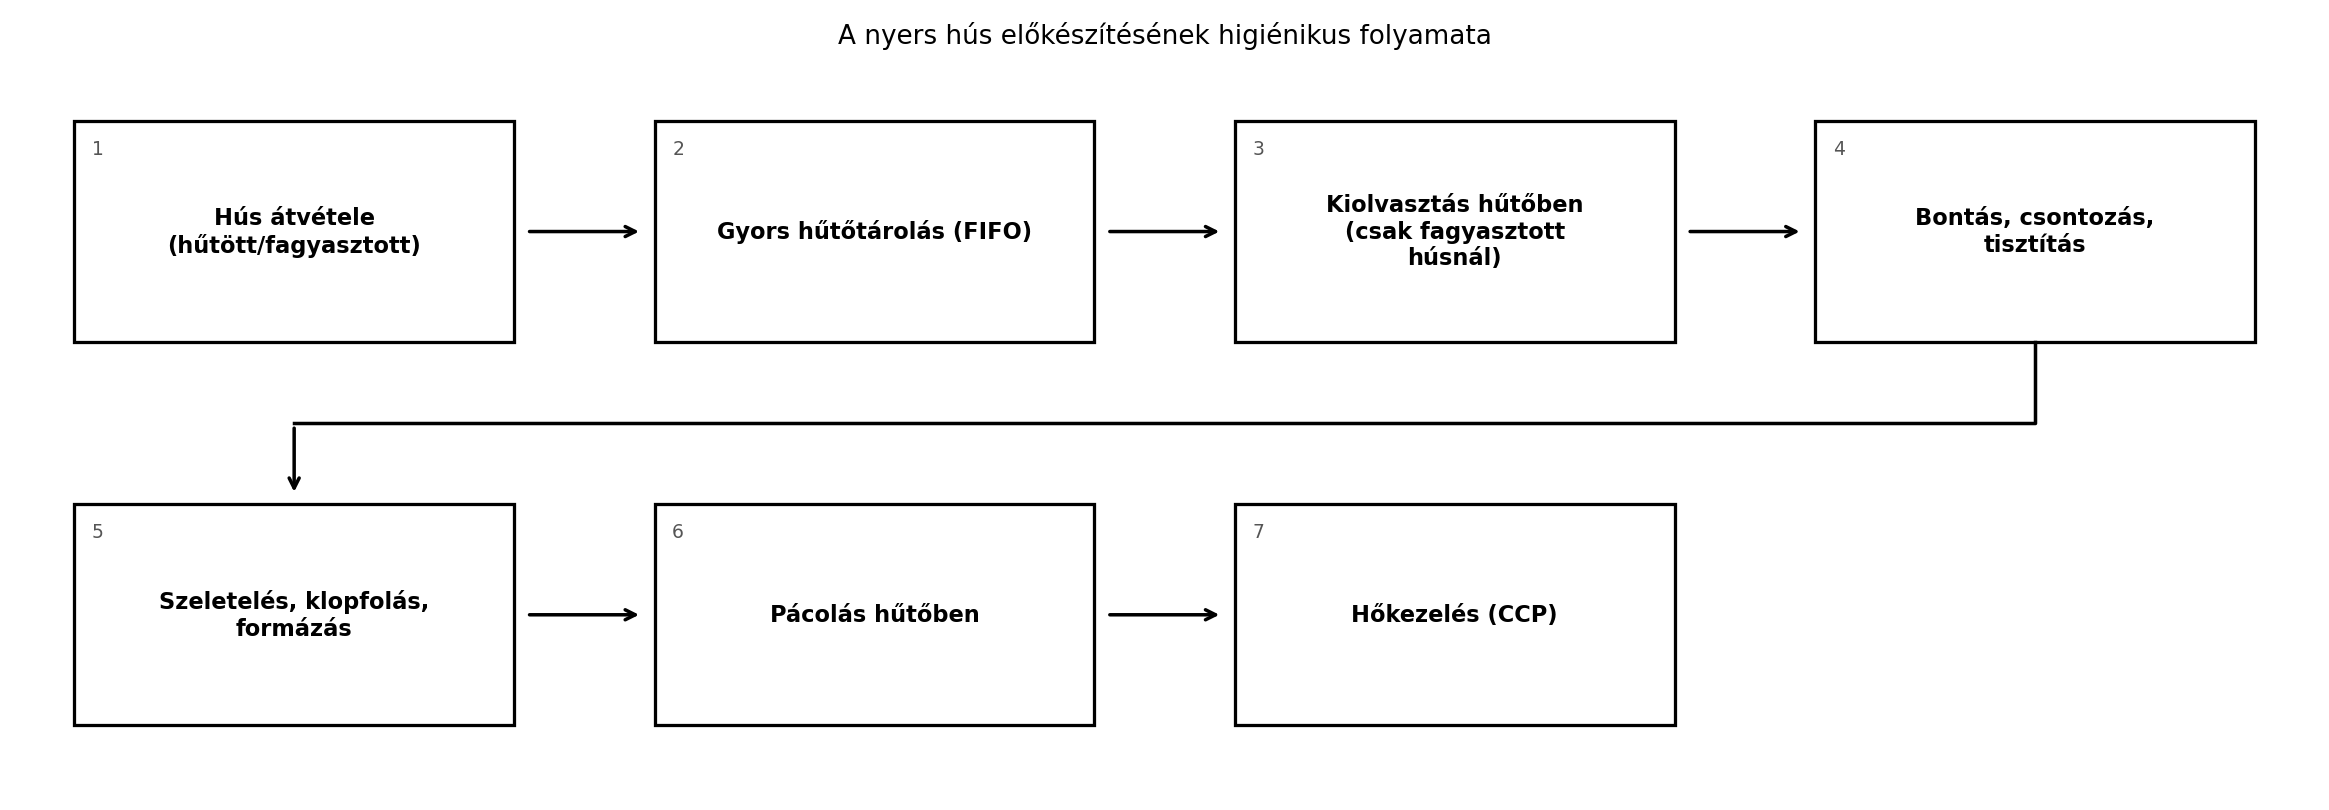 A nyers hús előkészítésének higiénikus folyamata
1
Hús átvétele
(hűtött/fagyasztott)
2
Gyors hűtőtárolás (FIFO)
3
Kiolvasztás hűtőben
(csak fagyasztott
húsnál)
4
Bontás, csontozás,
tisztítás
5
Szeletelés, klopfolás,
formázás
6
Pácolás hűtőben
7
Hőkezelés (CCP)